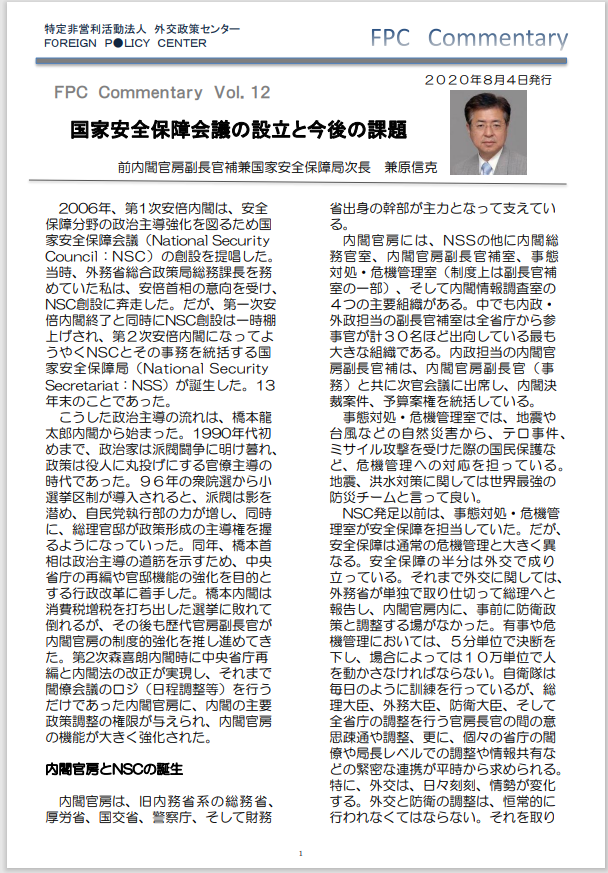 特定非営利活動法人 外交政策センター
FOREIGN P●LICY CENTER
FPC Commentary
2020年8月4日発行
FPC Commentary Vol.12
国家安全保障会議の設立と今後の課題
前内閣官房副長官補兼国家安全保障局次長 兼原信克
2006年、第1次安倍内閣は、安全
保障分野の政治主導強化を図るため国
家安全保障会議（National Security
Council：NSC）の創設を提唱した。
当時、外務省総合政策局総務課長を務
めていた私は、安倍首相の意向を受け、
NSC創設に奔走した。だが、第一次安
倍内閣終了と同時にNSC創設は一時棚
上げされ、第2次安倍内閣になってよ
うやくNSCとその事務を統括する国
家安全保障局（National Security
Secretariat：NSS）が誕生した。13
年末のことであった。
こうした政治主導の流れは、橋本龍
太郎内閣から始まった。1990年代初
めまで、政治家は派閥闘争に明け暮れ、
政策は役人に丸投げにする官僚主導の
時代であった。96年の衆院選から小
選挙区制が導入されると、派閥は影を
潜め、自民党執行部の力が増し、同時
に、総理官邸が政策形成の主導権を握
るようになっていった。同年、橋本首
相は政治主導の道筋を示すため、中央
省庁の再編や官邸機能の強化を目的と
する行政改革に着手した。橋本内閣は
消費税増税を打ち出した選挙に敗れて
倒れるが、その後も歴代官房副長官が
内閣官房の制度的強化を推し進めてき
た。第2次森喜朗内閣時に中央省庁再
編と内閣法の改正が実現し、それまで
閣僚会議のロジ（日程調整等）を行う
だけであった内閣官房に、内閣の主要
政策調整の権限が与えられ、内閣官房
の機能が大きく強化された。
内閣官房とNSCの誕生
内閣官房は、旧内務省系の総務省、
厚労省、国交省、警察庁、そして財務
省出身の幹部が主力となって支えてい
る。
内閣官房には、NSSの他に内閣総
務官室、内閣官房副長官補室、事態
対処・危機管理室（制度上は副長官補
室の一部）、そして内閣情報調査室の
4つの主要組織がある。中でも内政・
外政担当の副長官補室は全省庁から参
事官が計30名ほど出向している最も
大きな組織である。内政担当の内閣官
房副長官補は、内閣官房副長官（事
務）と共に次官会議に出席し、内閣決
裁案件、予算案権を統括している。
事態対処・危機管理室では、地震や
台風などの自然災害から、テロ事件、
ミサイル攻撃を受けた際の国民保護な
ど、危機管理への対応を担っている。
地震、洪水対策に関しては世界最強の
防災チームと言って良い。
NSC発足以前は、事態対処・危機管
理室が安全保障を担当していた。だが、
安全保障は通常の危機管理と大きく異
なる。安全保障の半分は外交で成り
立っている。それまで外交に関しては、
外務省が単独で取り仕切って総理へと
報告し、内閣官房内に、事前に防衛政
策と調整する場がなかった。有事や危
機管理においては、5分単位で決断を
下し、場合によっては10万単位で人
を動かさなければならない。自衛隊は
毎日のように訓練を行っているが、総
理大臣、外務大臣、防衛大臣、そして
全省庁の調整を行う官房長官の間の意
思疎通や調整、更に、個々の省庁の閣
僚や局長レベルでの調整や情報共有な
どの緊密な連携が平時から求められる。
特に、外交は、日々刻刻、情勢が変化
する。外交と防衛の調整は、恒常的に
行われなくてはならない。それを取り
1